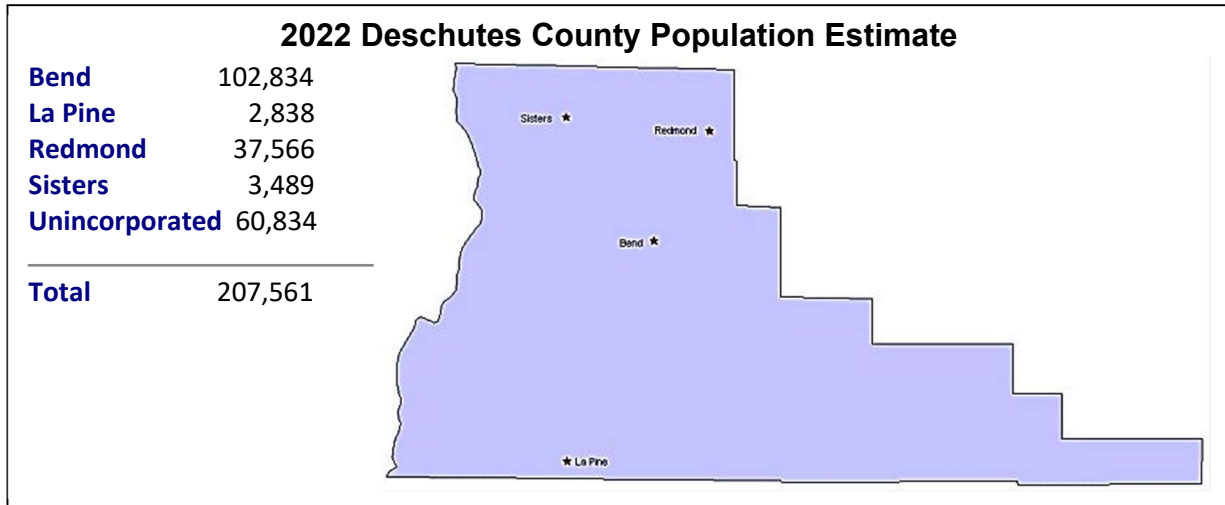 2022 Deschutes County Population Estimate
Bend 102,834
La Pine 2,838
Redmond 37,566
Sisters 3,489
Unincorporated 60,834
Total 207,561
Sisters
Redmond
Bend
La Pine